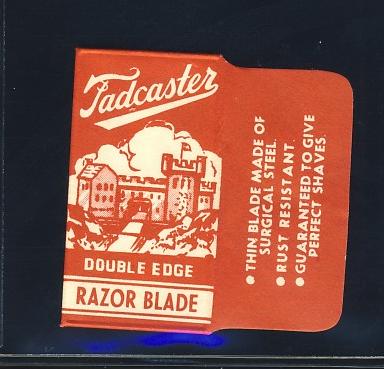 Tadcaster
DOUBLE EDGE
RAZOR BLADE
● THIN BLADE MADE OF
SURGICAL STEEL.
● RUST RESISTANT.
● GUARANTEED TO GIVE
PERFECT SHAVES.